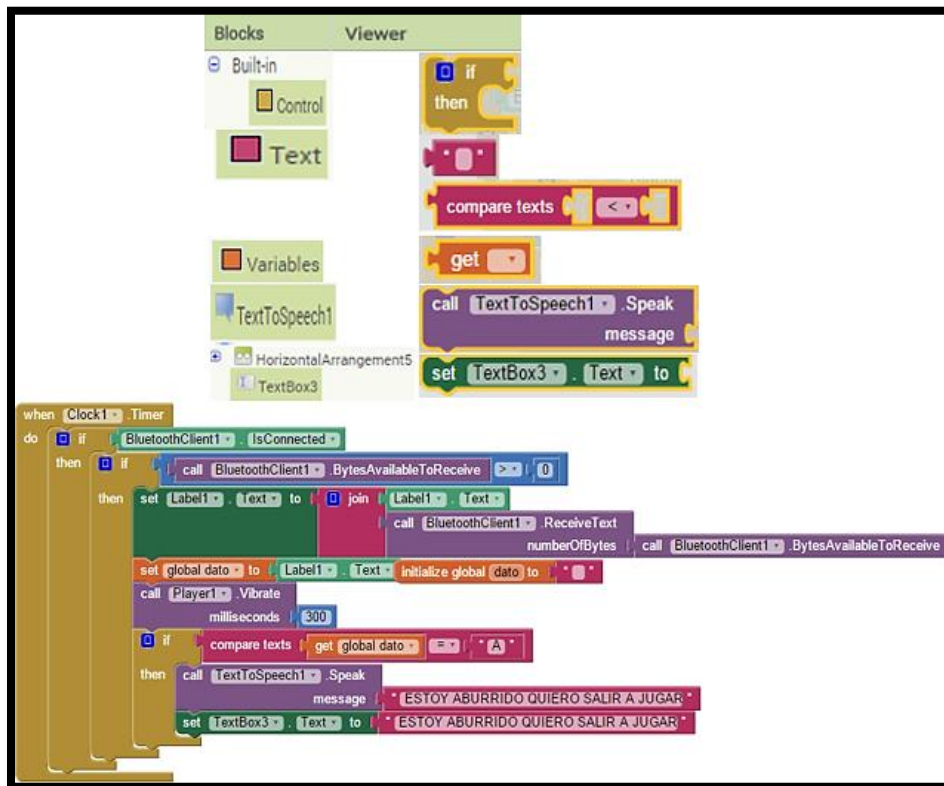 Blocks Viewer
Built-in
Control
if
then
Text
" "
compare texts <
Variables
get
TextToSpeech1
call TextToSpeech1 .Speak
message
HorizontalArrangement5
TextBox3
set TextBox3 . Text to
when Clock1 .Timer
do if BluetoothClient1 . IsConnected
then if call BluetoothClient1 .BytesAvailableToReceive > 0
then set Label1 . Text to join Label1 . Text
call BluetoothClient1 .ReceiveText
numberOfBytes call BluetoothClient1 .BytesAvailableToReceive
set global dato to Label1 . Text initialize global dato to " "
call Player1 .Vibrate
milliseconds 300
if compare texts get global dato = " A "
then call TextToSpeech1 .Speak
message " ESTOY ABURRIDO QUIERO SALIR A JUGAR "
set TextBox3 . Text to " ESTOY ABURRIDO QUIERO SALIR A JUGAR "